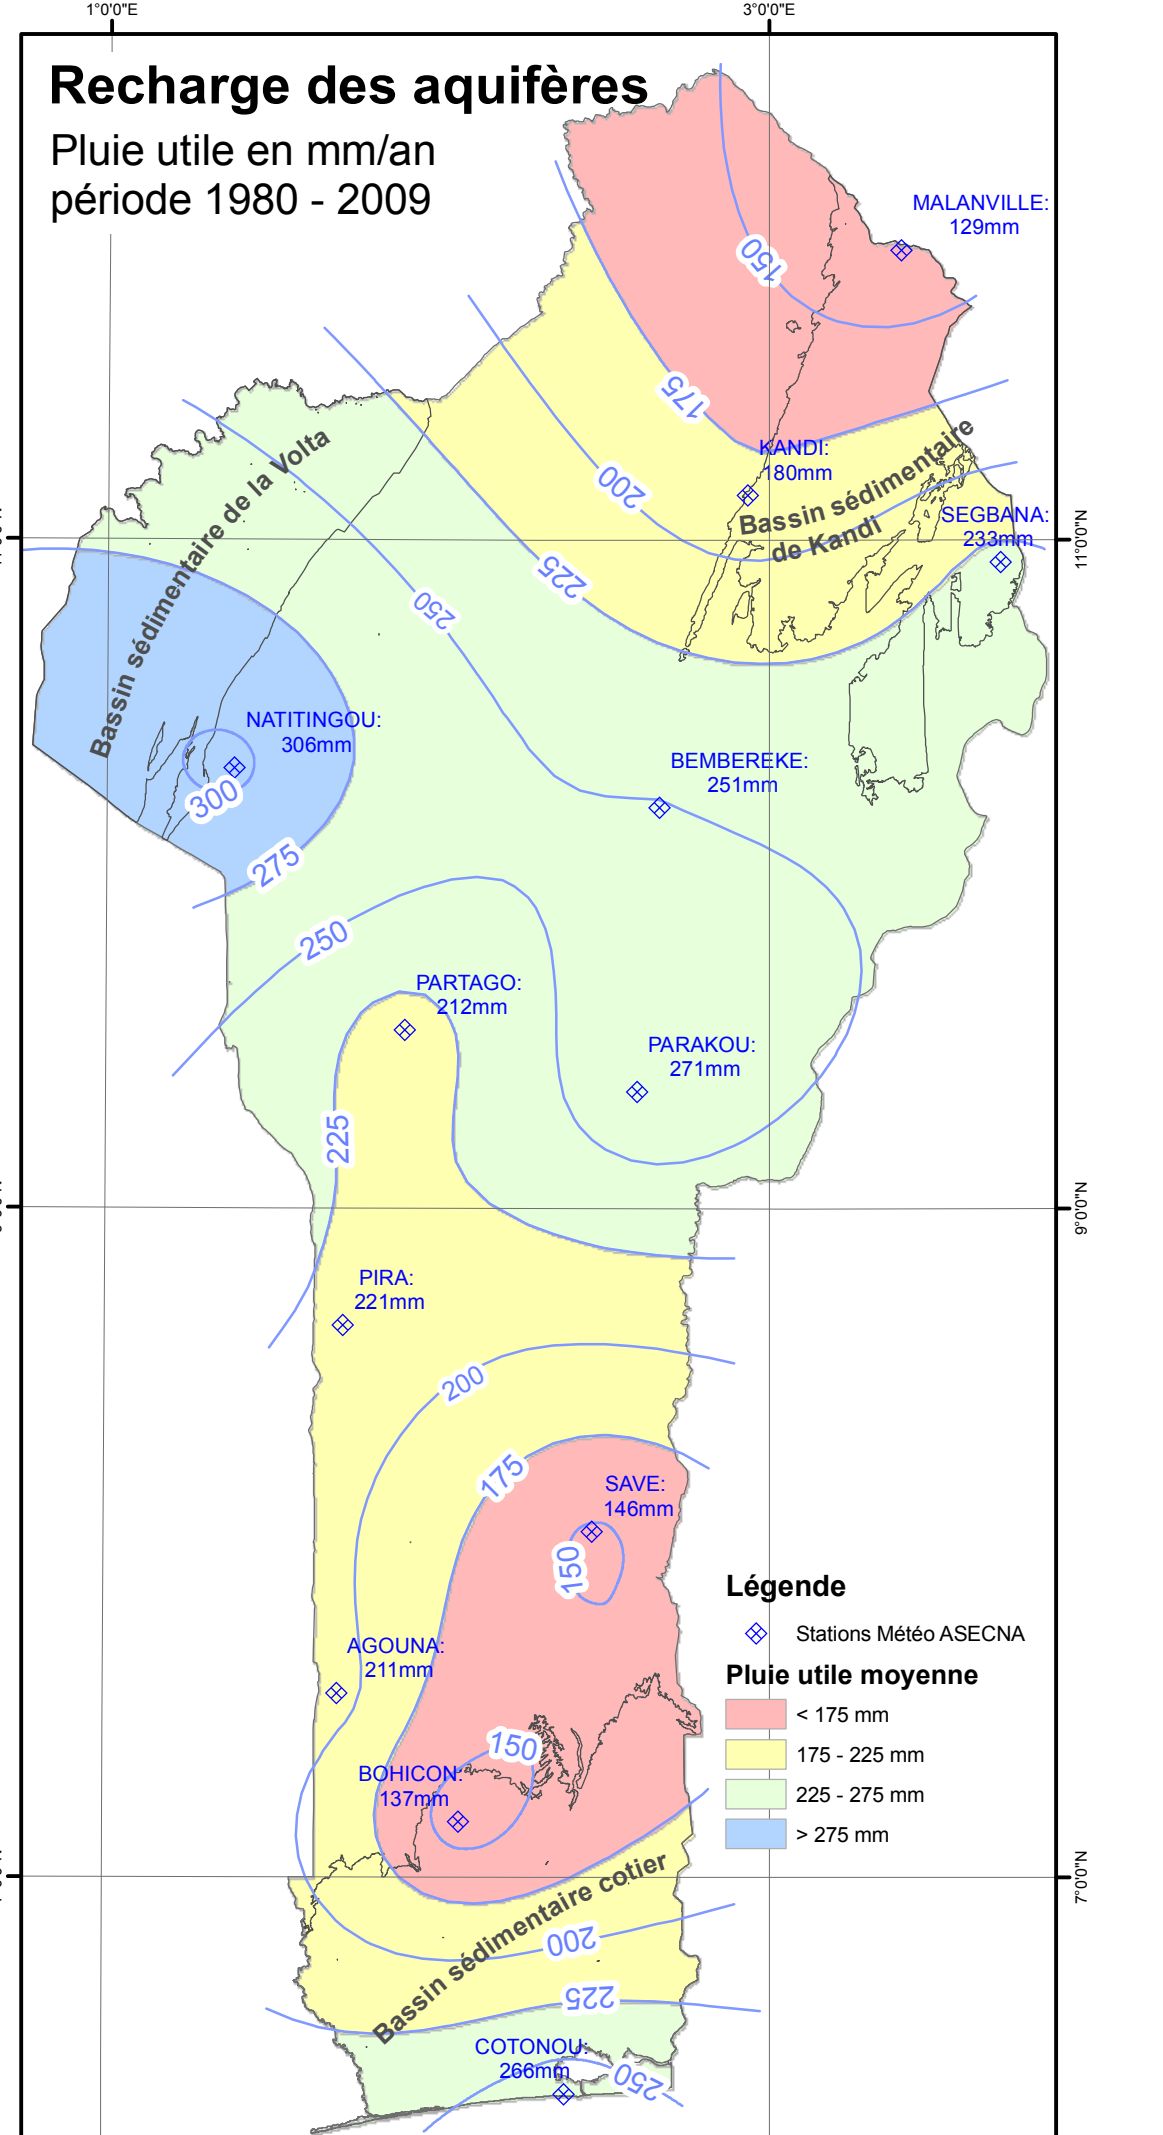 1°0'0"E
3°0'0"E
Recharge des aquifères
Pluie utile en mm/an
période 1980 - 2009
MALANVILLE:
129mm
150
175
KANDI:
180mm
200
Bassin sédimentaire
de Kandi
SEGBANA:
233mm
11°0'0"N
Bassin sédimentaire de la Volta
225
250
NATITINGOU:
306mm
300
BEMBEREKE:
251mm
275
250
PARTAGO:
212mm
PARAKOU:
271mm
225
9°0'0"N
PIRA:
221mm
200
175
SAVE:
146mm
150
Légende
Stations Météo ASECNA
Pluie utile moyenne
< 175 mm
175 - 225 mm
225 - 275 mm
> 275 mm
AGOUNA:
211mm
150
BOHICON:
137mm
7°0'0"N
Bassin sédimentaire cotier
200
225
COTONOU:
266mm
250